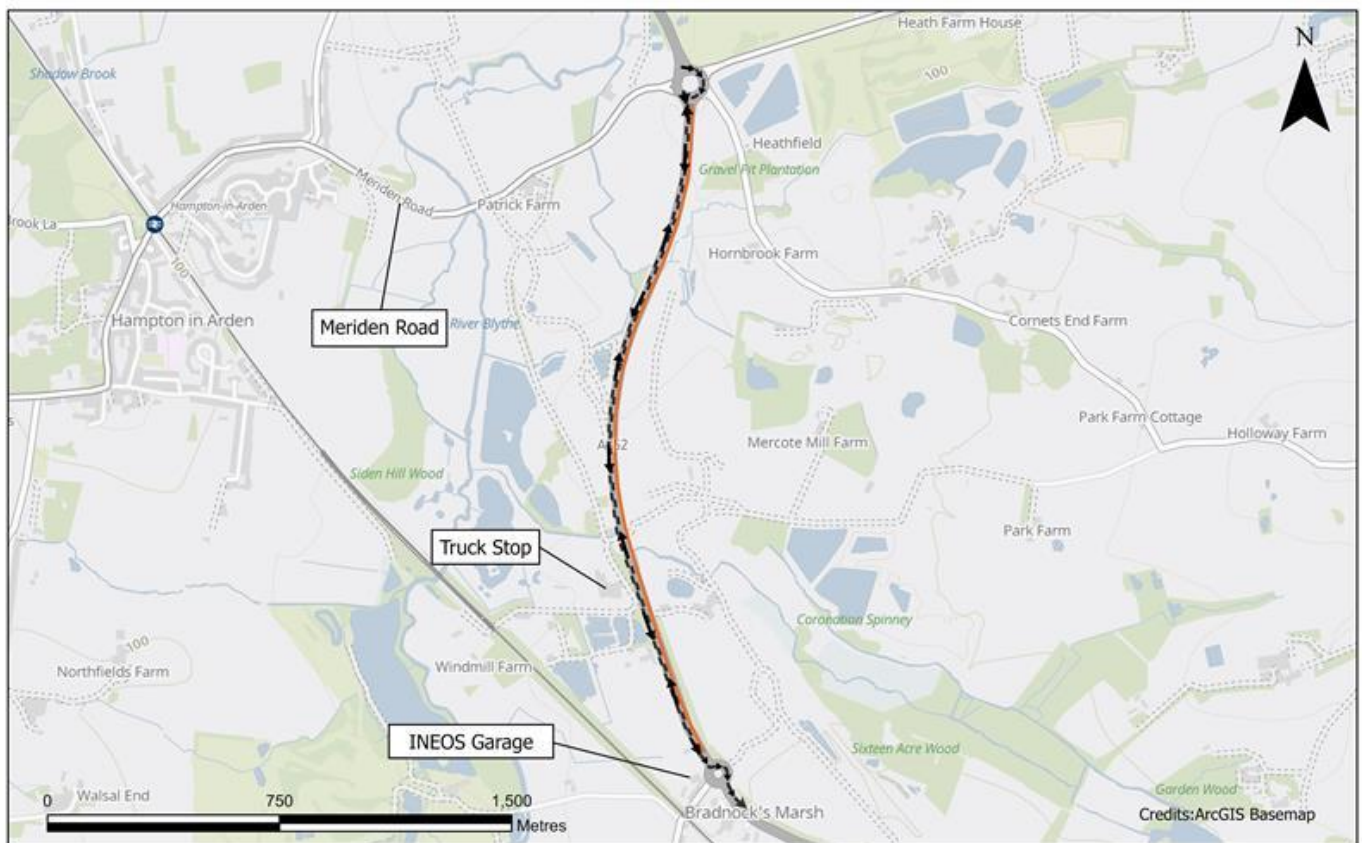 Heath Farm House
N
Shadow Brook
100
Heathfield
Gravel Pit Plantation
Meriden Road
Hampton-in-Arden
Patrick Farm
Brook La
Hornbrook Farm
100
Meriden Road
Hampton in Arden
River Blythe
Cornets End Farm
Park Farm Cottage
Holloway Farm
Mercote Mill Farm
Siden Hill Wood
Truck Stop
Park Farm
Coronation Spinney
100
Northfields Farm
Windmill Farm
INEOS Garage
Sixteen Acre Wood
Garden Wood
Walsal End
0 750 1,500
Metres
Bradnock's Marsh
Credits:ArcGIS Basemap